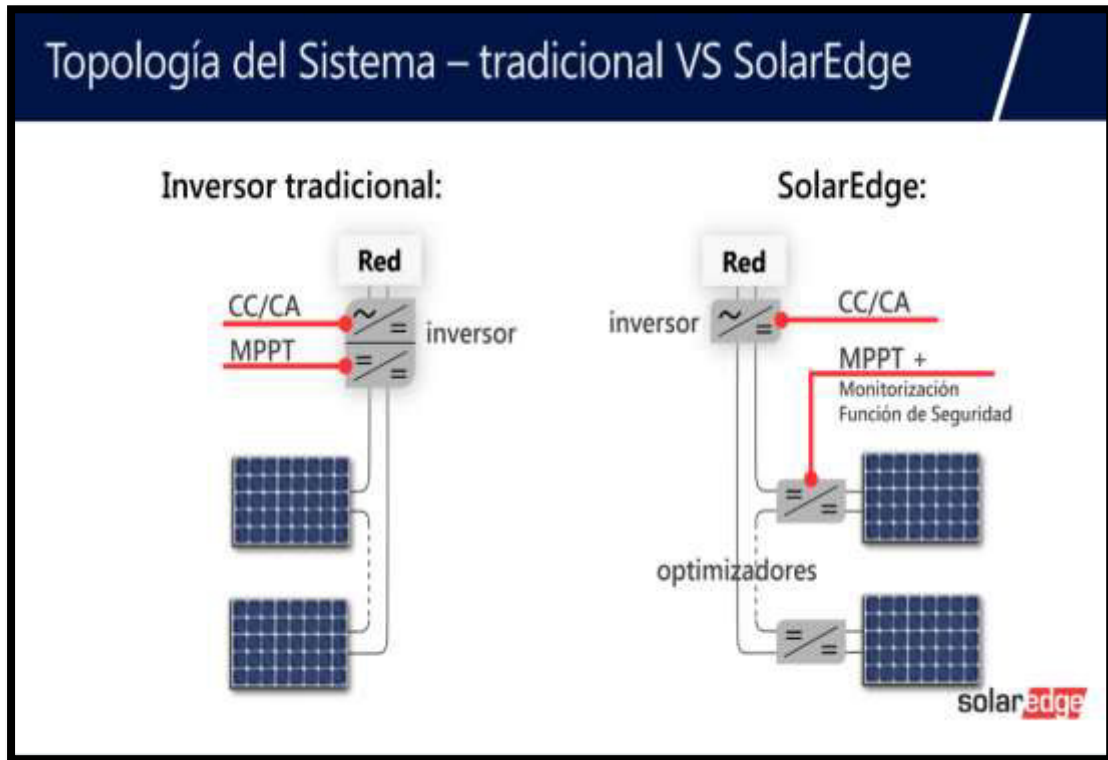 Topología del Sistema – tradicional VS SolarEdge
Inversor tradicional:
Red
CC/CA
MPPT
inversor
SolarEdge:
Red
inversor
CC/CA
MPPT +
Monitorización
Función de Seguridad
optimizadores
solaredge